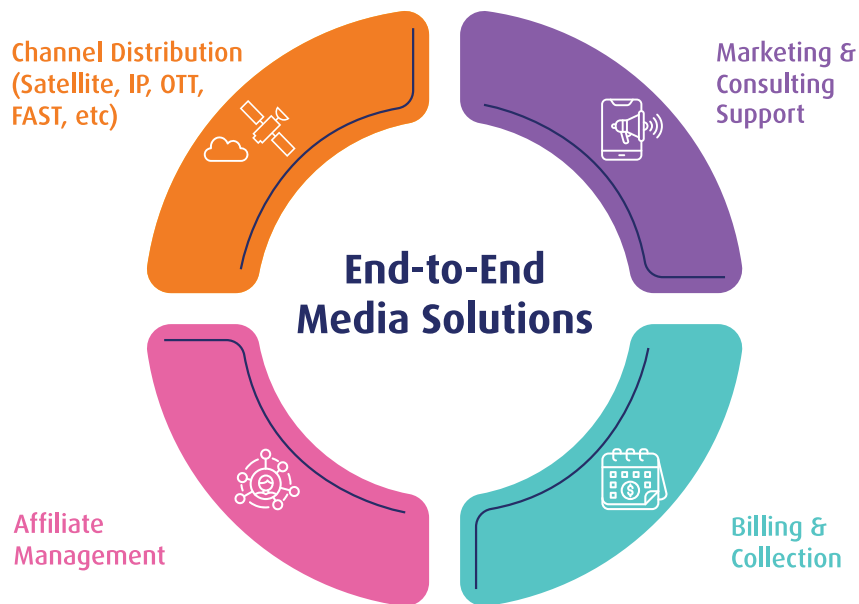 Channel Distribution
(Satellite, IP, OTT,
FAST, etc)
Marketing &
Consulting
Support
End-to-End
Media Solutions
Affiliate
Management
Billing &
Collection
$